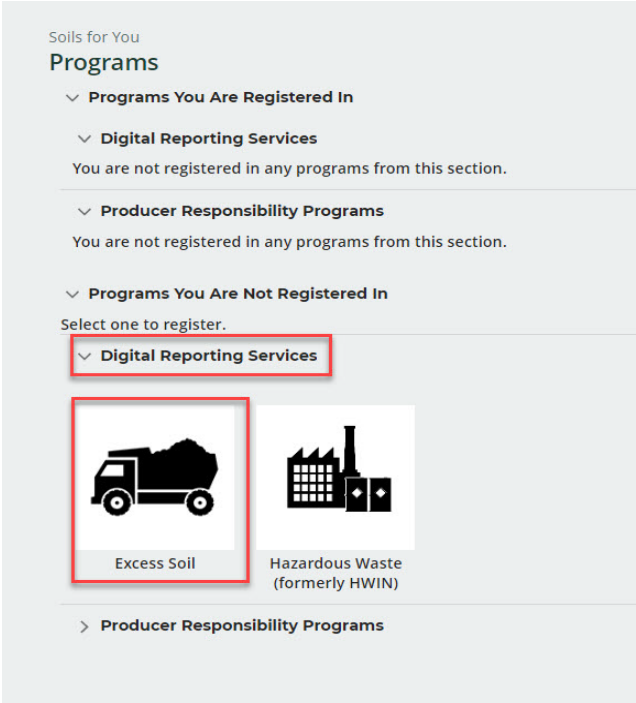 Soils for You
Programs
Programs You Are Registered In
Digital Reporting Services
You are not registered in any programs from this section.
Producer Responsibility Programs
You are not registered in any programs from this section.
Programs You Are Not Registered In
Select one to register.
Digital Reporting Services
Excess Soil
Hazardous Waste
(formerly HWIN)
Producer Responsibility Programs